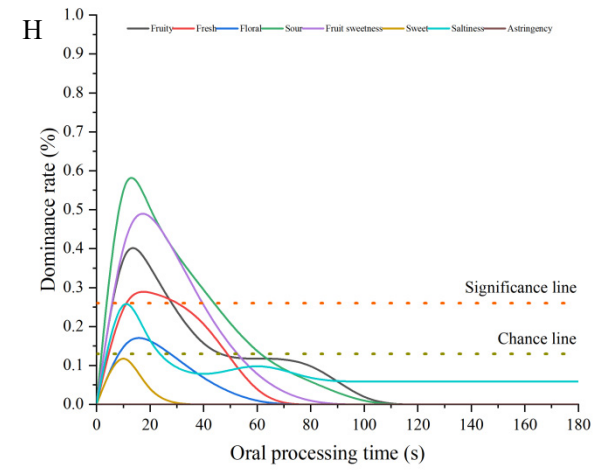 H
Fruity Fresh Floral Sour Fruit sweetness Sweet Saltiness Astringency
Dominance rate (%)
1.0
0.9
0.8
0.7
0.6
0.5
0.4
0.3
0.2
0.1
0.0
Significance line
Chance line
0 20 40 60 80 100 120 140 160 180
Oral processing time (s)